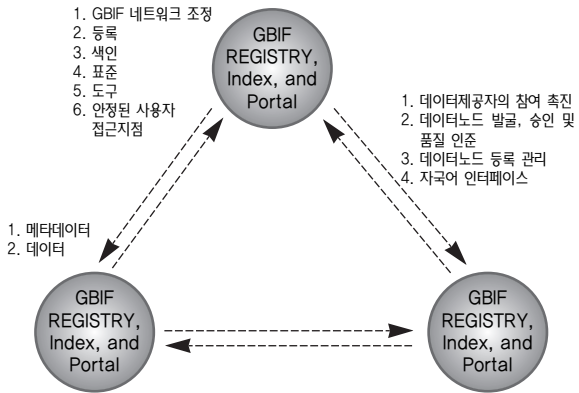 1. GBIF 네트워크 조정
2. 등록
3. 색인
4. 표준
5. 도구
6. 안정된 사용자
접근지점
GBIF
REGISTRY,
Index, and
Portal
1. 데이터제공자의 참여 촉진
2. 데이터노드 발굴, 승인 및
품질 인준
3. 데이터노드 등록 관리
4. 자국어 인터페이스
1. 메타데이터
2. 데이터
GBIF
REGISTRY,
Index, and
Portal
GBIF
REGISTRY,
Index, and
Portal